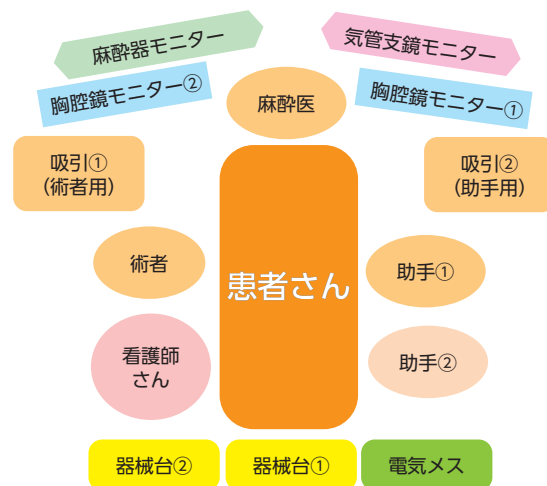 麻酔器モニター
気管支鏡モニター
胸腔鏡モニター②
麻酔医
胸腔鏡モニター①
吸引①
(術者用)
吸引②
(助手用)
術者
患者さん
助手①
看護師
さん
助手②
器械台②
器械台①
電気メス